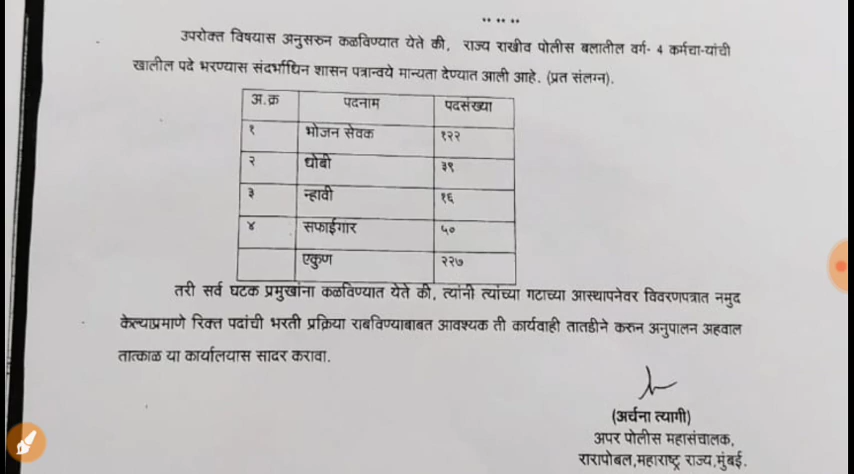 उपरोक्त विषयास अनुसरुन कळविण्यात येते की, राज्य राखीव पोलीस बलातील वर्ग- 4 कर्मचा-यांची
खालील पदे भरण्यास संदर्भाधिन शासन पत्रान्वये मान्यता देण्यात आली आहे. (प्रत संलग्न).
अ.क्र पदनाम पदसंख्या
१ भोजन सेवक १२२
२ धोबी ३९
३ न्हावी १६
४ सफाईगार ५०
एकुण २२७
तरी सर्व घटक प्रमुखांना कळविण्यात येते की, त्यांनी त्यांच्या गटाच्या आस्थापनेवर विवरणपत्रात नमुद
केल्याप्रमाणे रिक्त पदांची भरती प्रक्रिया राबविण्याबाबत आवश्यक ती कार्यवाही तातडीने करुन अनुपालन अहवाल
तात्काळ या कार्यालयास सादर करावा.
(अर्चना त्यागी)
अपर पोलीस महासंचालक,
रारापोबल,महाराष्ट्र राज्य,मुंबई.